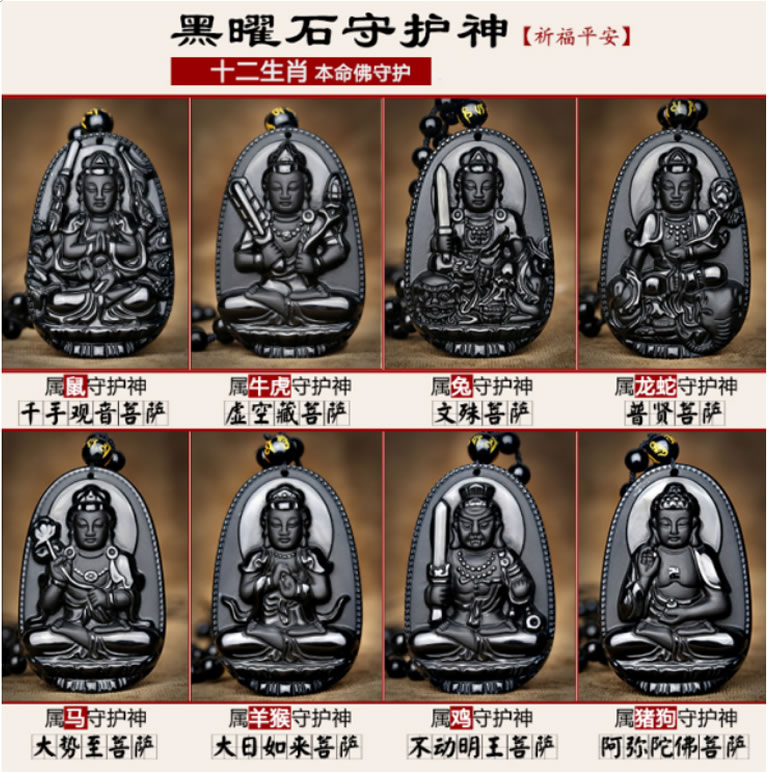 黑曜石守护神【祈福平安】
十二生肖 本命佛守护
属鼠守护神
千手观音菩萨
属牛虎守护神
虚空藏菩萨
属兔守护神
文殊菩萨
属龙蛇守护神
普贤菩萨
属马守护神
大势至菩萨
属羊猴守护神
大日如来菩萨
属鸡守护神
不动明王菩萨
属猪狗守护神
阿弥陀佛菩萨